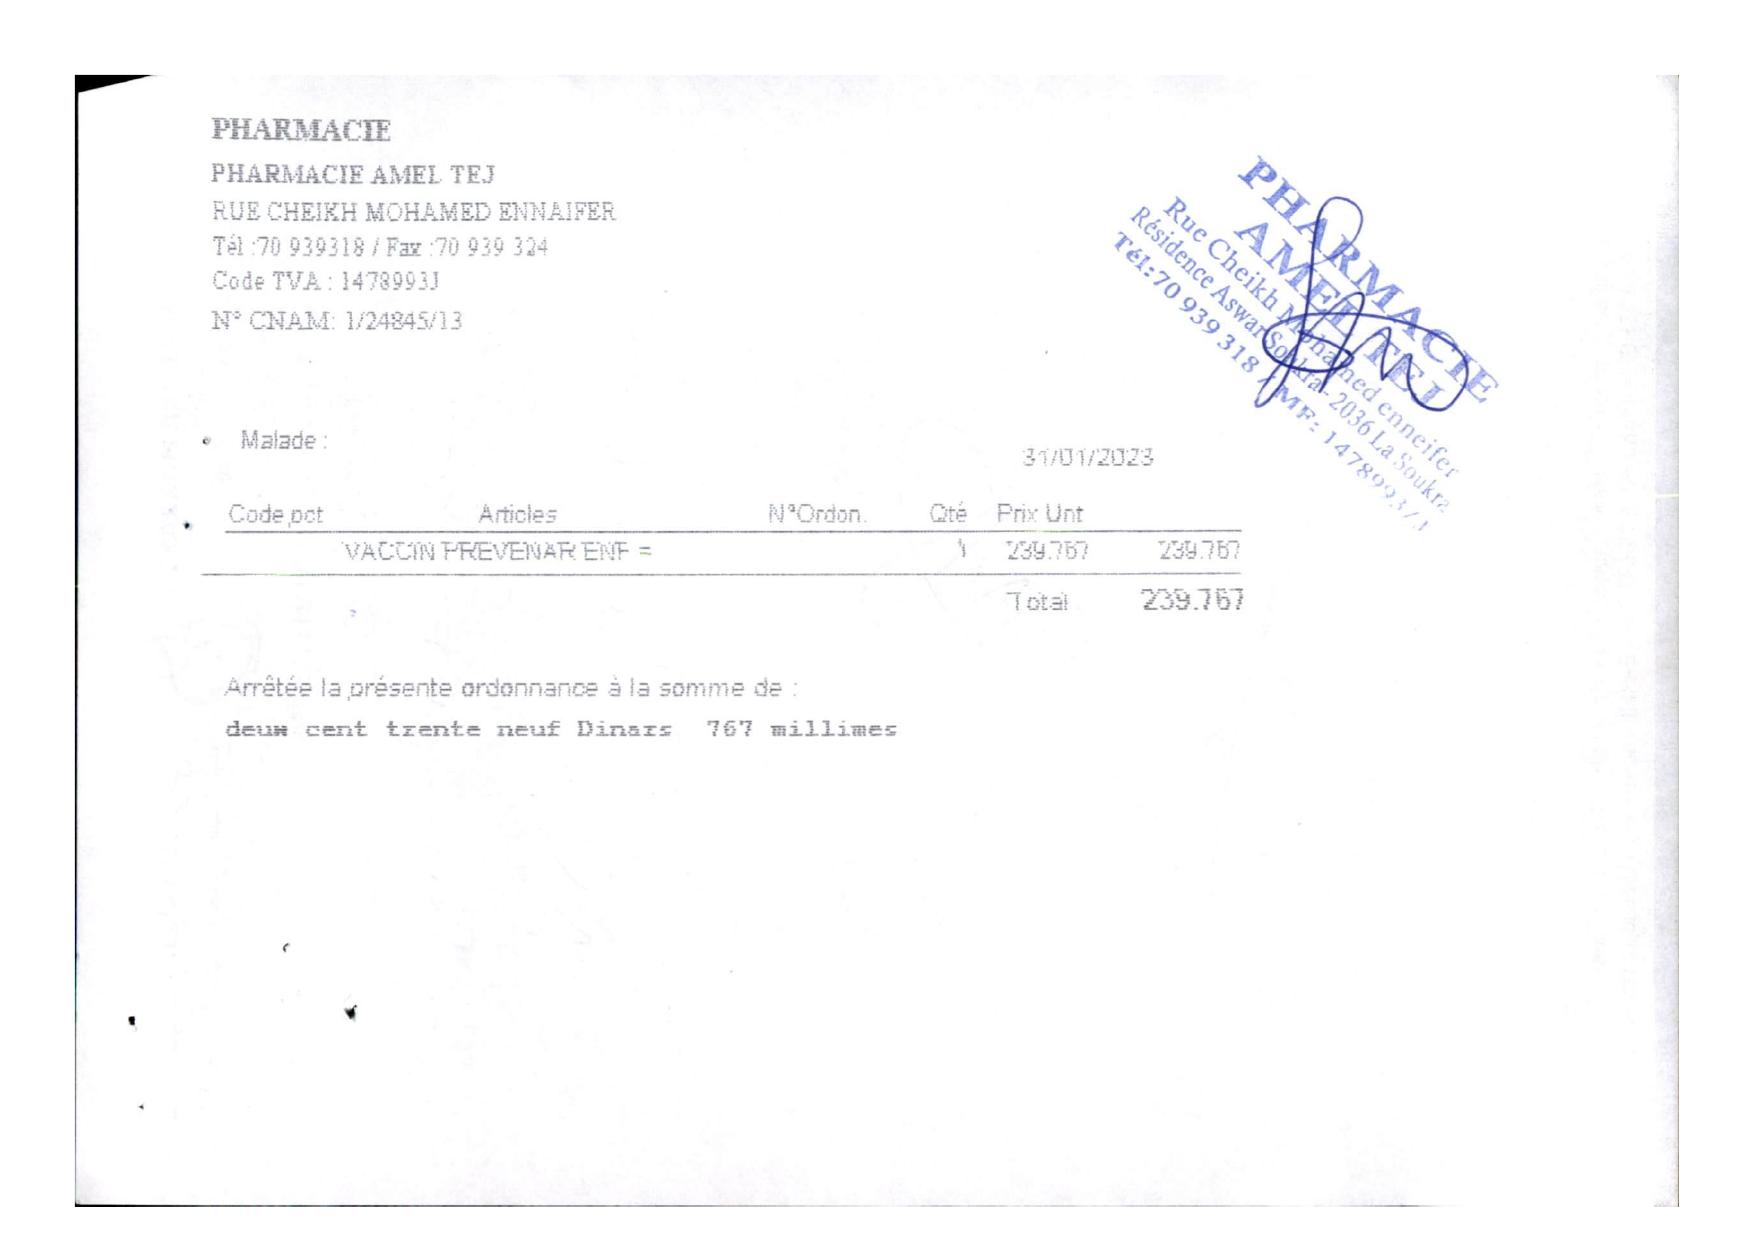 PHARMACIE
PHARMACIE AMEL TEJ
RUE CHEIKH MOHAMED ENNAIFER
Tél :70 939318 / Fax :70 939 324
Code TVA : 1478993J
N° CNAM: 1/24845/13
PHARMACIE
AMEL TEJ
Rue Cheikh Mohamed enneifer
Résidence Aswar Soukra - 2036 La Soukra
Tél:70 939 318 / MF: 1478993/J
Malade :
31/01/2023
Code pct Articles N°Ordon. Qté Prix Unt
VACCIN PREVENAR ENF = 1 239.767 239.767
Total 239.767
Arrêtée la présente ordonnance à la somme de :
deux cent trente neuf Dinars 767 millimes